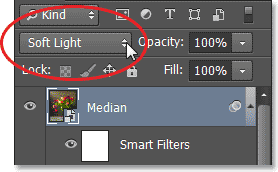 Kind
T
Soft Light Opacity: 100%
Lock: Fill: 100%
Median
Smart Filters